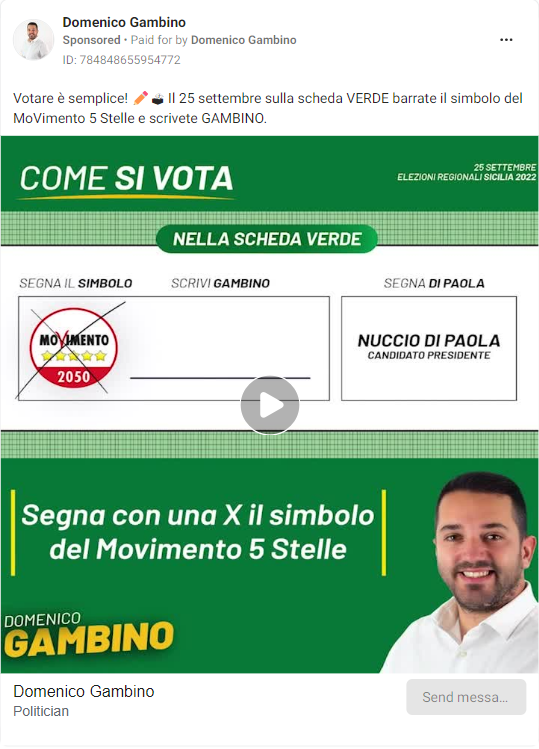 Domenico Gambino
Sponsored • Paid for by Domenico Gambino
ID: 784848655954772
Votare è semplice! ✏️🗳️ Il 25 settembre sulla scheda VERDE barrate il simbolo del
MoVimento 5 Stelle e scrivete GAMBINO.
COME SI VOTA
25 SETTEMBRE
ELEZIONI REGIONALI SICILIA 2022
NELLA SCHEDA VERDE
SEGNA IL SIMBOLO SCRIVI GAMBINO SEGNA DI PAOLA
MOVIMENTO
2050
NUCCIO DI PAOLA
CANDIDATO PRESIDENTE
Segna con una X il simbolo
del Movimento 5 Stelle
DOMENICO
GAMBINO
Domenico Gambino
Politician
Send messa...